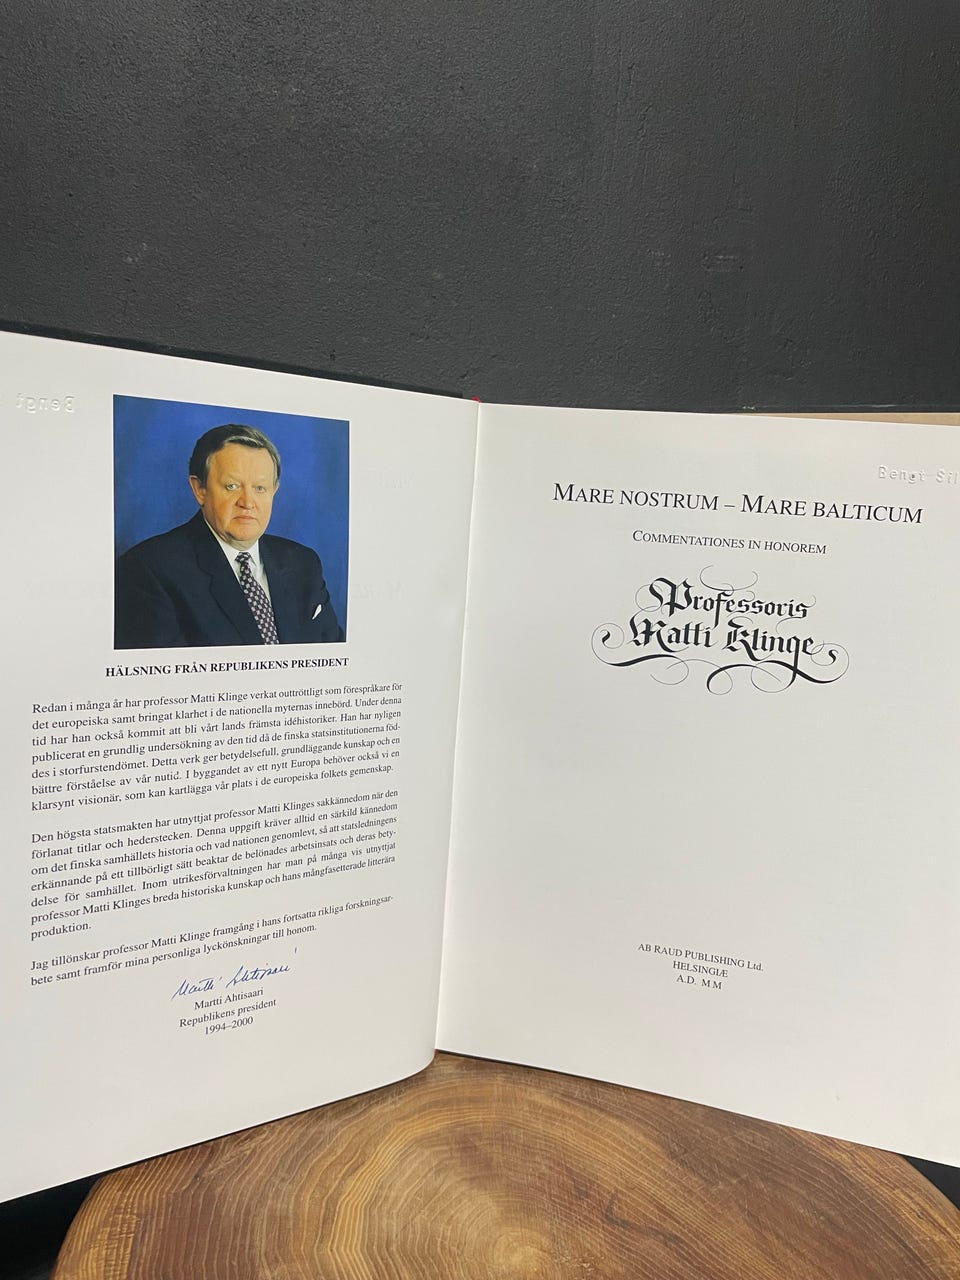 HÄLSNING FRÅN REPUBLIKENS PRESIDENT
Redan i många år har professor Matti Klinge verkat outtröttligt som förespråkare för
det europeiska samt bringat klarhet i de nationella myternas innebörd. Under denna
tid har han också kommit att bli vårt lands främsta idéhistoriker. Han har nyligen
publicerat en grundlig undersökning av den tid då de finska statsinstitutionerna föd-
des i storfurstendömet. Detta verk ger betydelsefull, grundläggande kunskap och en
bättre förståelse av vår nutid. I byggandet av ett nytt Europa behöver också vi en
klarsynt visionär, som kan kartlägga vår plats i de europeiska folkets gemenskap.
Den högsta statsmakten har utnyttjat professor Matti Klinges sakkännedom när den
förlanat titlar och hederstecken. Denna uppgift kräver alltid en särkild kännedom
om det finska samhällets historia och vad nationen genomlevt, så att statsledningens
erkännande på ett tillbörligt sätt beaktar de belönades arbetsinsats och deras bety-
delse för samhället. Inom utrikesförvaltningen har man på många vis utnyttjat
professor Matti Klinges breda historiska kunskap och hans mångfasetterade litterära
produktion.
Jag tillönskar professor Matti Klinge framgång i hans fortsatta rikliga forskningsar-
bete samt framför mina personliga lyckönskningar till honom.
Martti Ahtisaari
Martti Ahtisaari
Republikens president
1994–2000
Bengt Sil
MARE NOSTRUM – MARE BALTICUM
COMMENTATIONES IN HONOREM
Professoris
Matti Klinge
AB RAUD PUBLISHING Ltd.
HELSINGIÆ
A.D. M M